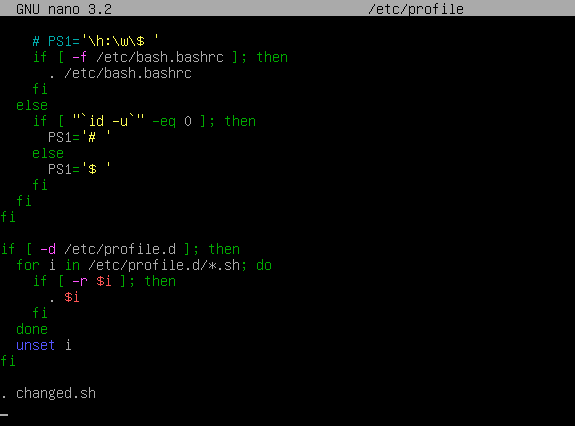 GNU nano 3.2 /etc/profile
# PS1='\h:\w\$ '
if [ -f /etc/bash.bashrc ]; then
. /etc/bash.bashrc
fi
else
if [ "`id -u`" -eq 0 ]; then
PS1='# '
else
PS1='$ '
fi
fi
fi
if [ -d /etc/profile.d ]; then
for i in /etc/profile.d/*.sh; do
if [ -r $i ]; then
. $i
fi
done
unset i
fi
. changed.sh